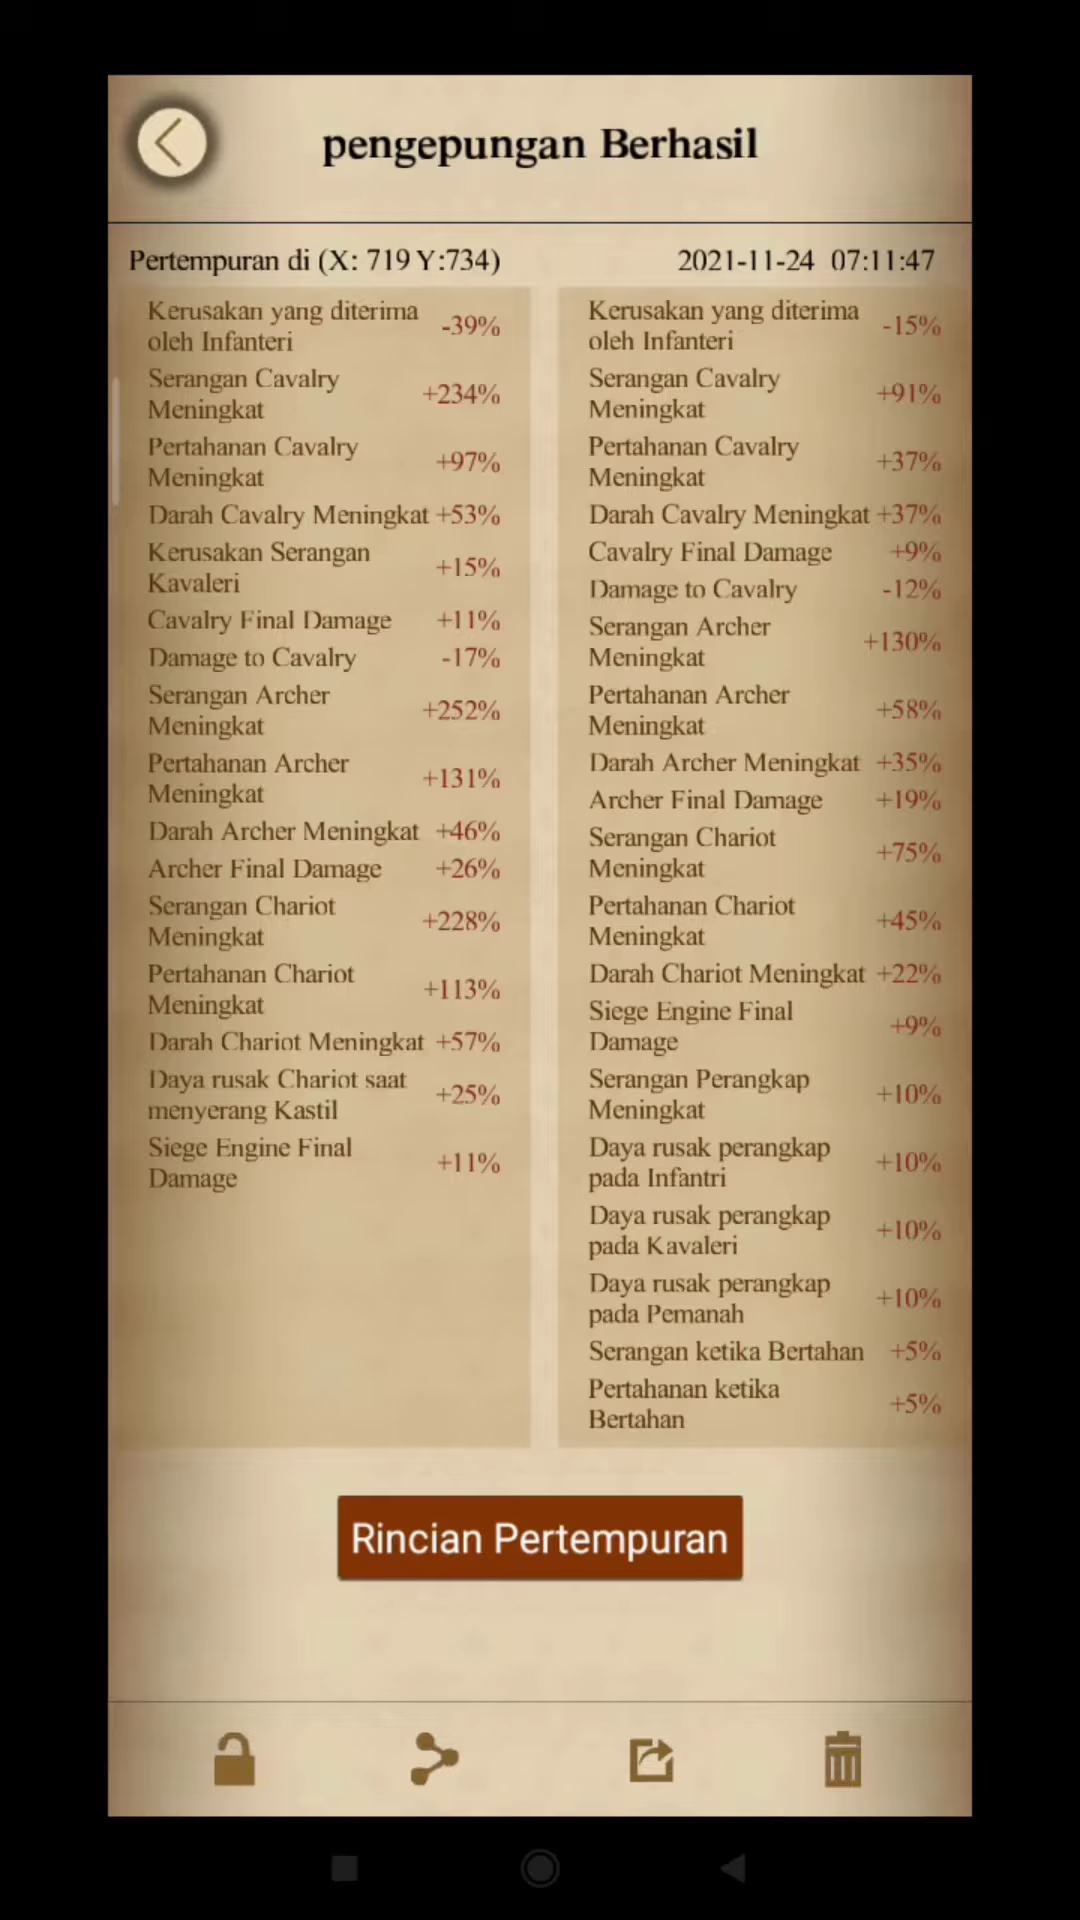 pengepungan Berhasil
Pertempuran di (X: 719 Y:734) 2021-11-24 07:11:47
Kerusakan yang diterima
oleh Infanteri -39%
Serangan Cavalry
Meningkat +234%
Pertahanan Cavalry
Meningkat +97%
Darah Cavalry Meningkat +53%
Kerusakan Serangan
Kavaleri +15%
Cavalry Final Damage +11%
Damage to Cavalry -17%
Serangan Archer
Meningkat +252%
Pertahanan Archer
Meningkat +131%
Darah Archer Meningkat +46%
Archer Final Damage +26%
Serangan Chariot
Meningkat +228%
Pertahanan Chariot
Meningkat +113%
Darah Chariot Meningkat +57%
Daya rusak Chariot saat
menyerang Kastil +25%
Siege Engine Final
Damage +11%
Kerusakan yang diterima
oleh Infanteri -15%
Serangan Cavalry
Meningkat +91%
Pertahanan Cavalry
Meningkat +37%
Darah Cavalry Meningkat +37%
Cavalry Final Damage +9%
Damage to Cavalry -12%
Serangan Archer
Meningkat +130%
Pertahanan Archer
Meningkat +58%
Darah Archer Meningkat +35%
Archer Final Damage +19%
Serangan Chariot
Meningkat +75%
Pertahanan Chariot
Meningkat +45%
Darah Chariot Meningkat +22%
Siege Engine Final
Damage +9%
Serangan Perangkap
Meningkat +10%
Daya rusak perangkap
pada Infantri +10%
Daya rusak perangkap
pada Kavaleri +10%
Daya rusak perangkap
pada Pemanah +10%
Serangan ketika Bertahan +5%
Pertahanan ketika
Bertahan +5%
Rincian Pertempuran